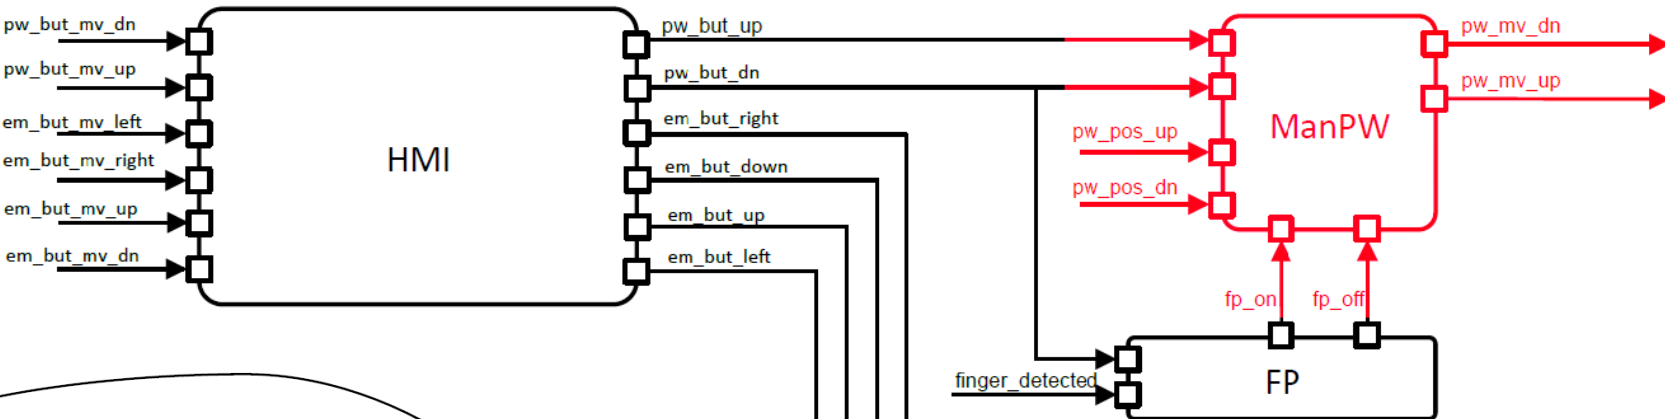 pw_but_mv_dn
pw_but_mv_up
em_but_mv_left
em_but_mv_right
em_but_mv_up
em_but_mv_dn
HMI
pw_but_up
pw_but_dn
em_but_right
em_but_down
em_but_up
em_but_left
pw_pos_up
pw_pos_dn
ManPW
pw_mv_dn
pw_mv_up
fp_on
fp_off
finger_detected
FP